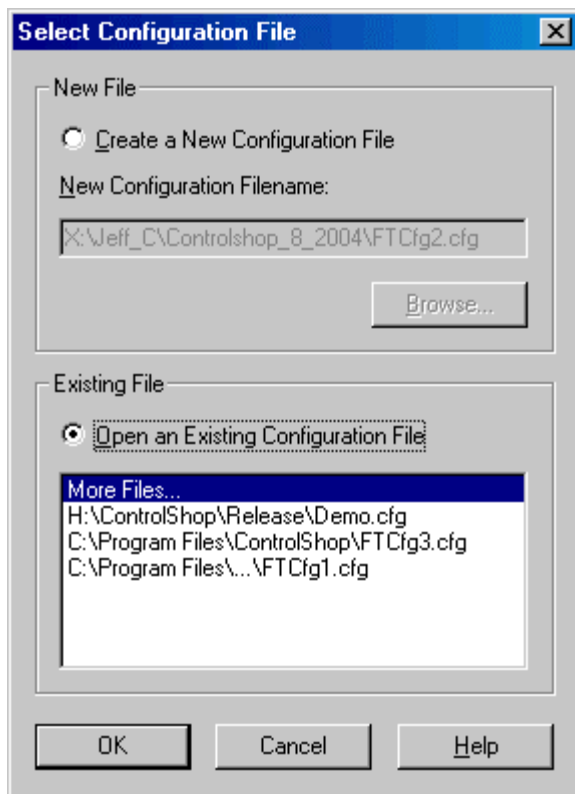 Select Configuration File
New File
Create a New Configuration File
New Configuration Filename:
X:\Jeff_C\Controlshop_8_2004\FTCfg2.cfg
Browse...
Existing File
Open an Existing Configuration File
More Files...
H:\ControlShop\Release\Demo.cfg
C:\Program Files\ControlShop\FTCfg3.cfg
C:\Program Files\...\FTCfg1.cfg
OK
Cancel
Help